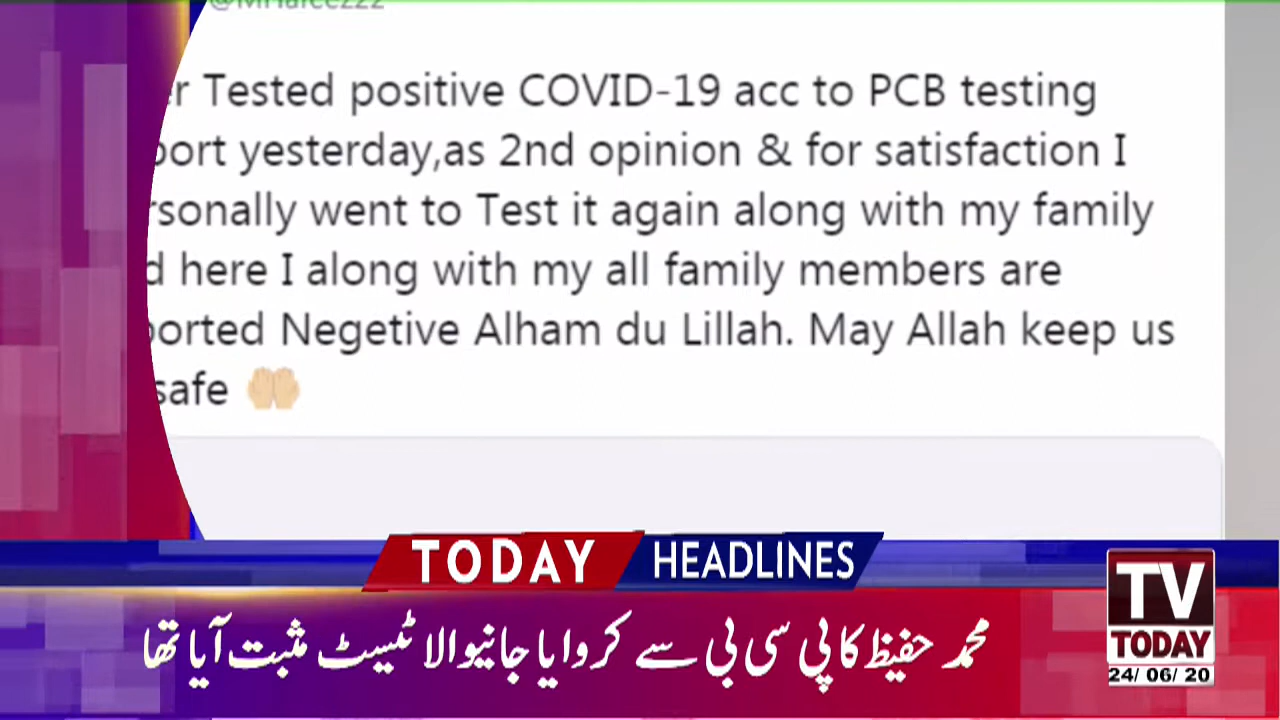 Tested positive COVID-19 acc to PCB testing
yesterday,as 2nd opinion & for satisfaction I
went to Test it again along with my family
here I along with my all family members are
Negetive Alham du Lillah. May Allah keep us
safe 🤲🏼
TODAY HEADLINES
محمد حفیظ کا پی سی بی سے کروایا جانیوالا ٹیسٹ مثبت آیا تھا
TV
TODAY
24/ 06/ 20